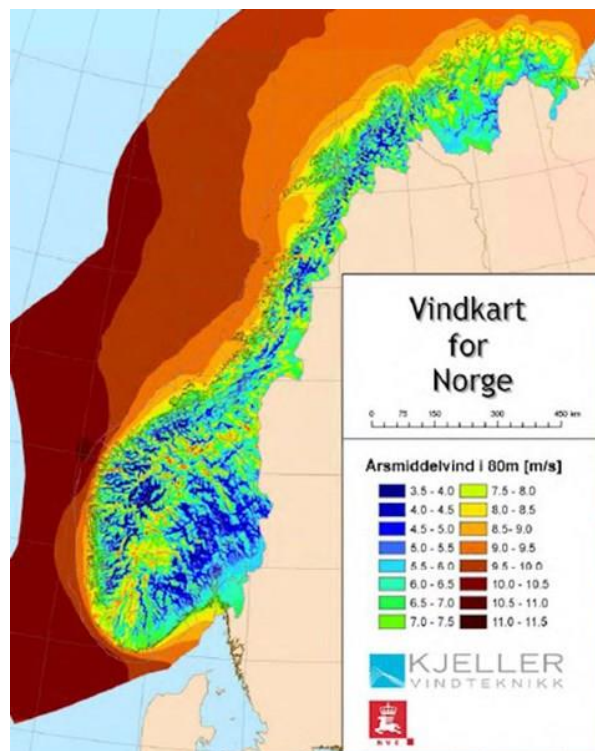 Vindkart
for
Norge
0 75 150 300 450 km
Årsmiddelvind i 80m [m/s]
3.5 - 4.0 7.5 - 8.0
4.0 - 4.5 8.0 - 8.5
4.5 - 5.0 8.5 - 9.0
5.0 - 5.5 9.0 - 9.5
5.5 - 6.0 9.5 - 10.0
6.0 - 6.5 10.0 - 10.5
6.5 - 7.0 10.5 - 11.0
7.0 - 7.5 11.0 - 11.5
KJELLER
VINDTEKNIKK
NVE